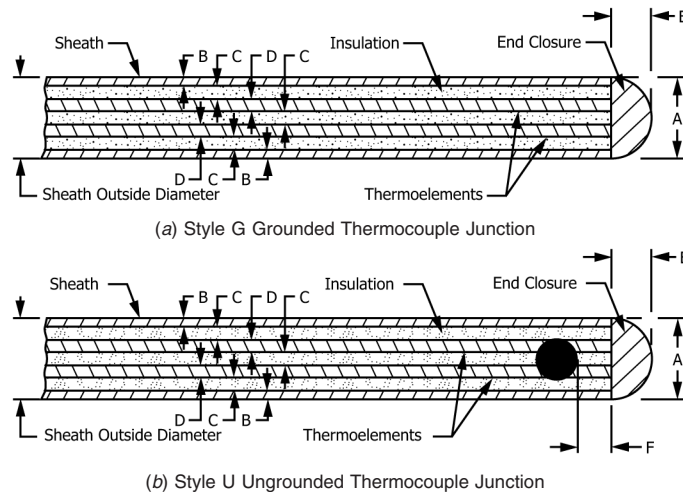 E
Sheath B C D C Insulation End Closure
A
D C B
Sheath Outside Diameter Thermoelements
(a) Style G Grounded Thermocouple Junction
E
Sheath B C D C Insulation End Closure
A
D C B
Sheath Outside Diameter Thermoelements F
(b) Style U Ungrounded Thermocouple Junction